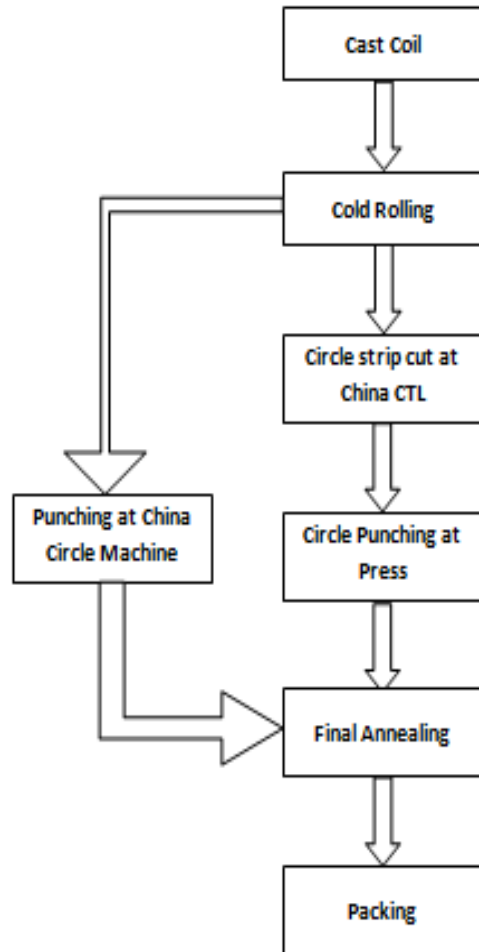 Cast Coil
Cold Rolling
Circle strip cut at
China CTL
Punching at China
Circle Machine
Circle Punching at
Press
Final Annealing
Packing